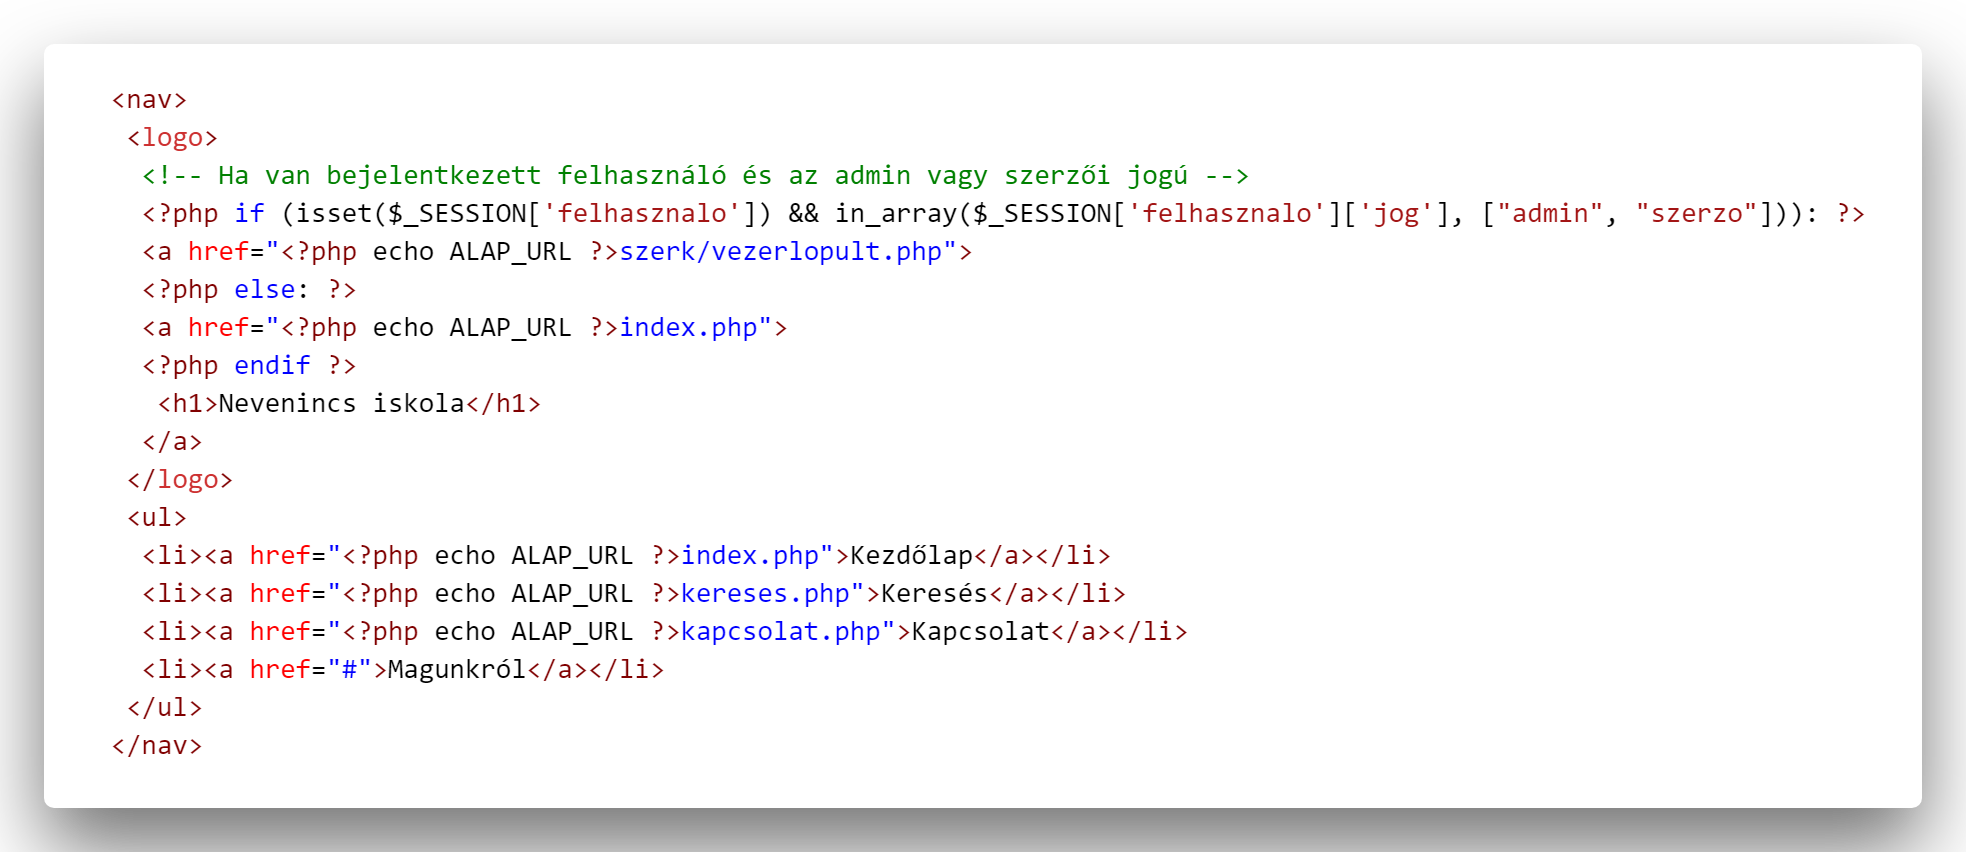 <nav>
<logo>
<!-- Ha van bejelentkezett felhasználó és az admin vagy szerzői jogú -->
<?php if (isset($_SESSION['felhasznalo']) && in_array($_SESSION['felhasznalo']['jog'], ["admin", "szerzo"])): ?>
<a href="<?php echo ALAP_URL ?>szerk/vezerlopult.php">
<?php else: ?>
<a href="<?php echo ALAP_URL ?>index.php">
<?php endif ?>
<h1>Nevenincs iskola</h1>
</a>
</logo>
<ul>
<li><a href="<?php echo ALAP_URL ?>index.php">Kezdőlap</a></li>
<li><a href="<?php echo ALAP_URL ?>kereses.php">Keresés</a></li>
<li><a href="<?php echo ALAP_URL ?>kapcsolat.php">Kapcsolat</a></li>
<li><a href="#">Magunkról</a></li>
</ul>
</nav>